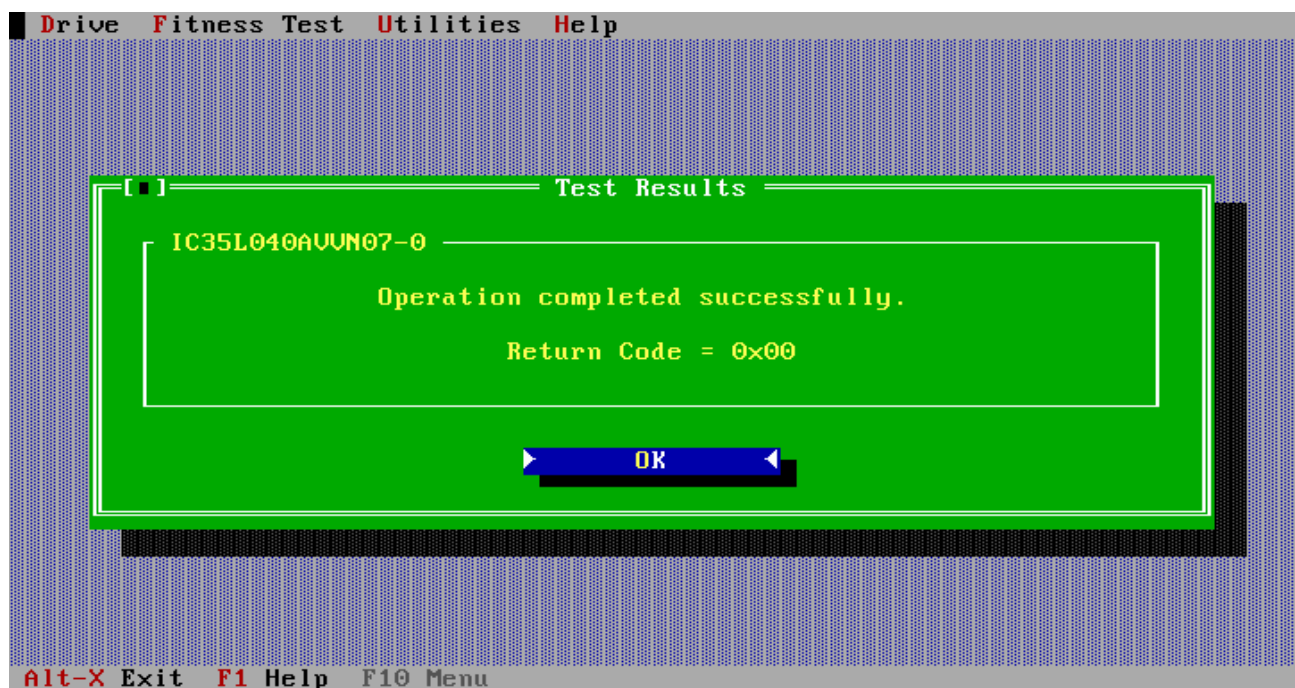 Drive Fitness Test Utilities Help
[■] Test Results
IC35L040AVVN07-0
Operation completed successfully.
Return Code = 0x00
OK
Alt-X Exit F1 Help F10 Menu